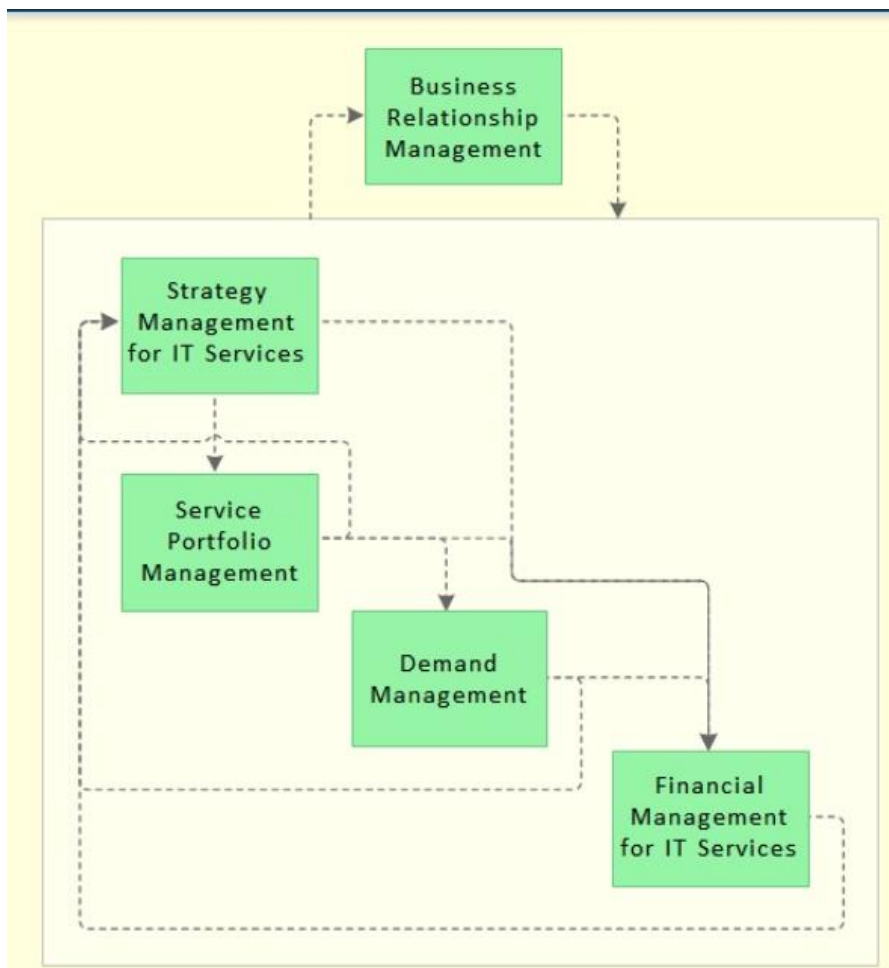 Business
Relationship
Management
Strategy
Management
for IT Services
Service
Portfolio
Management
Demand
Management
Financial
Management
for IT Services